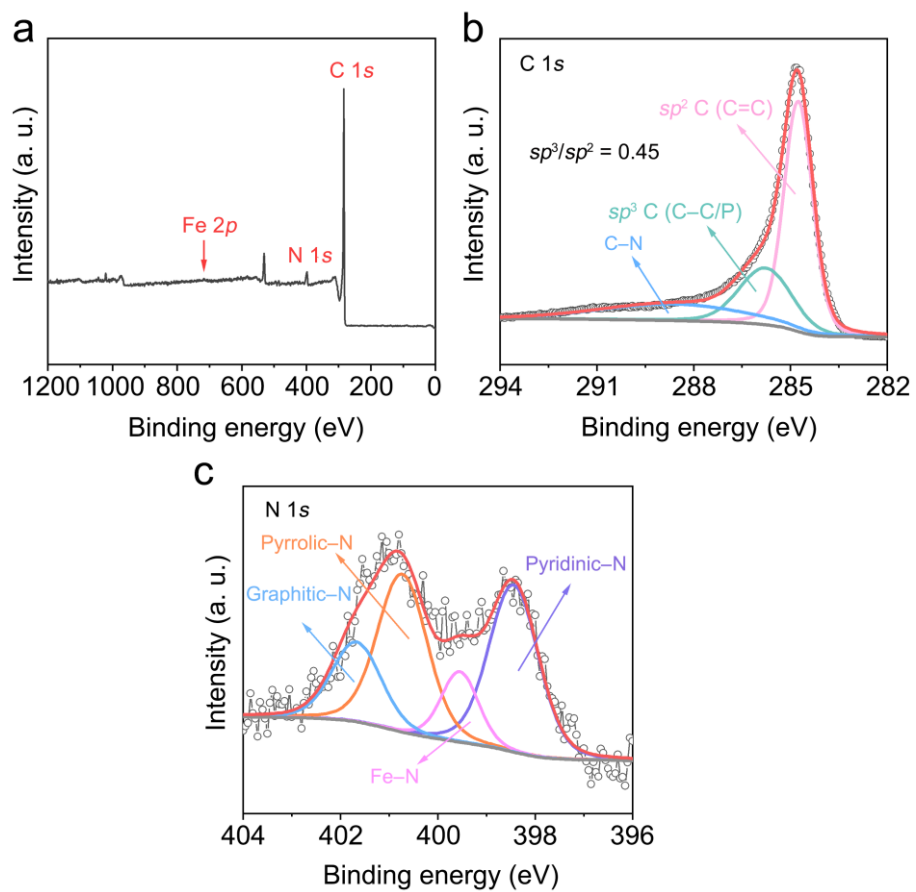 a
C 1s
Fe 2p
N 1s
Intensity (a. u.)
1200 1000 800 600 400 200 0
Binding energy (eV)
b
C 1s
sp² C (C=C)
sp³/sp² = 0.45
sp³ C (C–C/P)
C–N
Intensity (a. u.)
294 291 288 285 282
Binding energy (eV)
c
N 1s
Pyrrolic–N
Pyridinic–N
Graphitic–N
Fe–N
Intensity (a. u.)
404 402 400 398 396
Binding energy (eV)